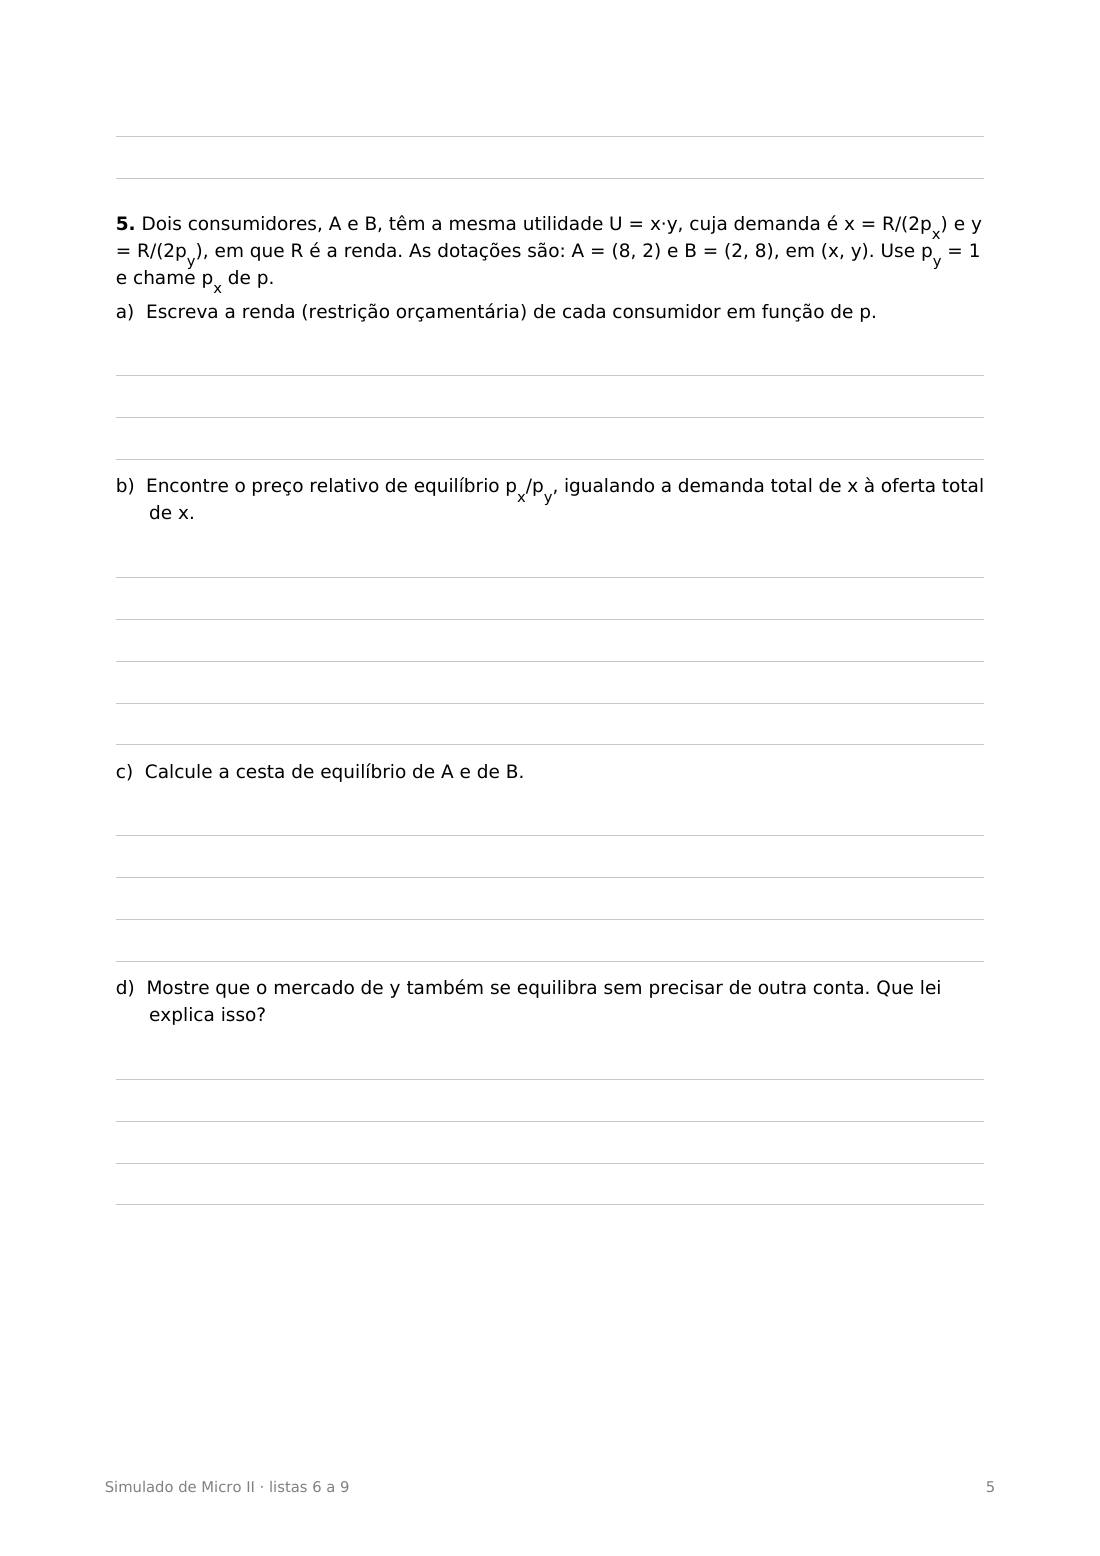 5. Dois consumidores, A e B, têm a mesma utilidade U = x·y, cuja demanda é x = R/(2pₓ) e y
= R/(2p_y), em que R é a renda. As dotações são: A = (8, 2) e B = (2, 8), em (x, y). Use p_y = 1
e chame pₓ de p.
a) Escreva a renda (restrição orçamentária) de cada consumidor em função de p.
b) Encontre o preço relativo de equilíbrio pₓ/p_y, igualando a demanda total de x à oferta total
de x.
c) Calcule a cesta de equilíbrio de A e de B.
d) Mostre que o mercado de y também se equilibra sem precisar de outra conta. Que lei
explica isso?
Simulado de Micro II · listas 6 a 9 5